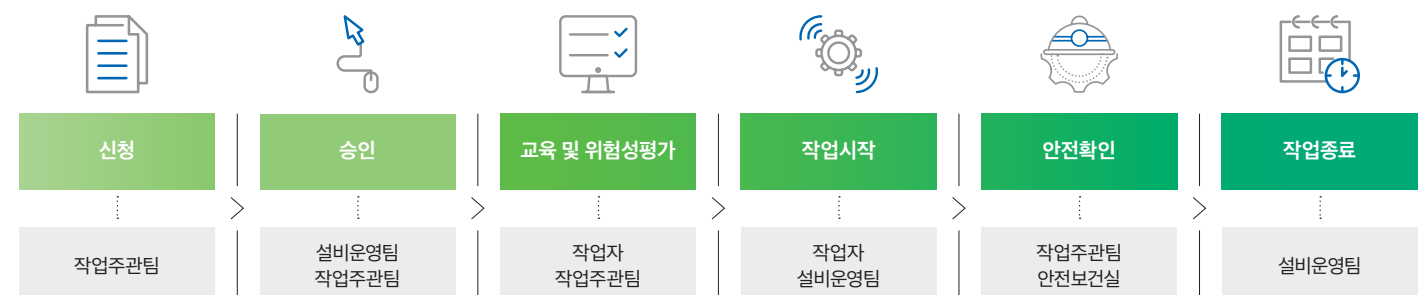 신청
승인
교육 및 위험성평가
작업시작
안전확인
작업종료
작업주관팀
설비운영팀
작업주관팀
작업자
작업주관팀
작업자
설비운영팀
작업주관팀
안전보건실
설비운영팀